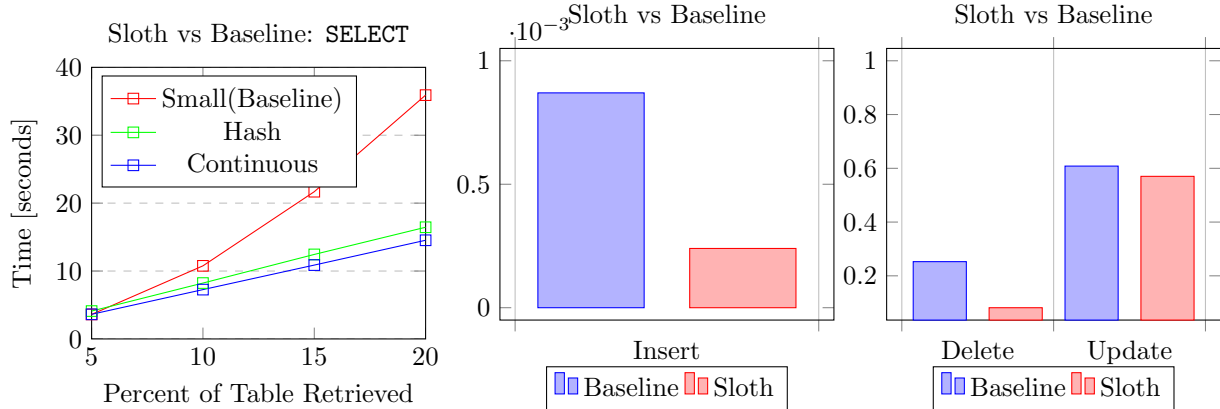 Sloth vs Baseline: SELECT
40
30
20
10
0
5
10
15
20
Time [seconds]
Percent of Table Retrieved
Small(Baseline)
Hash
Continuous
Sloth vs Baseline
·10⁻³
1
0.5
0
Insert
Baseline Sloth
Sloth vs Baseline
1
0.8
0.6
0.4
0.2
Delete Update
Baseline Sloth